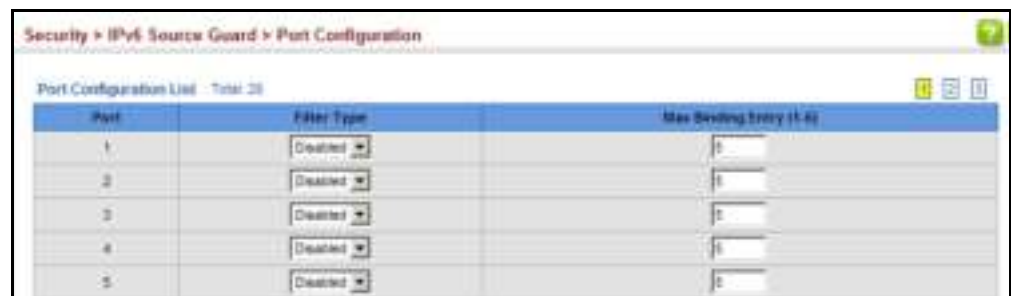 Security > IPv6 Source Guard > Port Configuration
Port Configuration List Total: 28
1 2 3
Port Filter Type Max Binding Entry (1-5)
1 Disabled 5
2 Disabled 5
3 Disabled 5
4 Disabled 5
5 Disabled 5